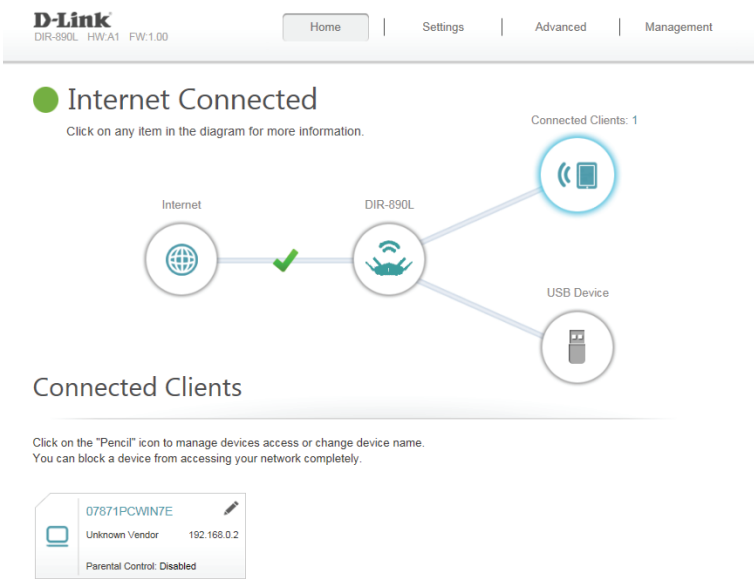 D-Link
DIR-890L HW:A1 FW:1.00
Home
Settings
Advanced
Management
Internet Connected
Click on any item in the diagram for more information.
Connected Clients: 1
Internet
DIR-890L
USB Device
Connected Clients
Click on the "Pencil" icon to manage devices access or change device name.
You can block a device from accessing your network completely.
07871PCWIN7E
Unknown Vendor 192.168.0.2
Parental Control: Disabled